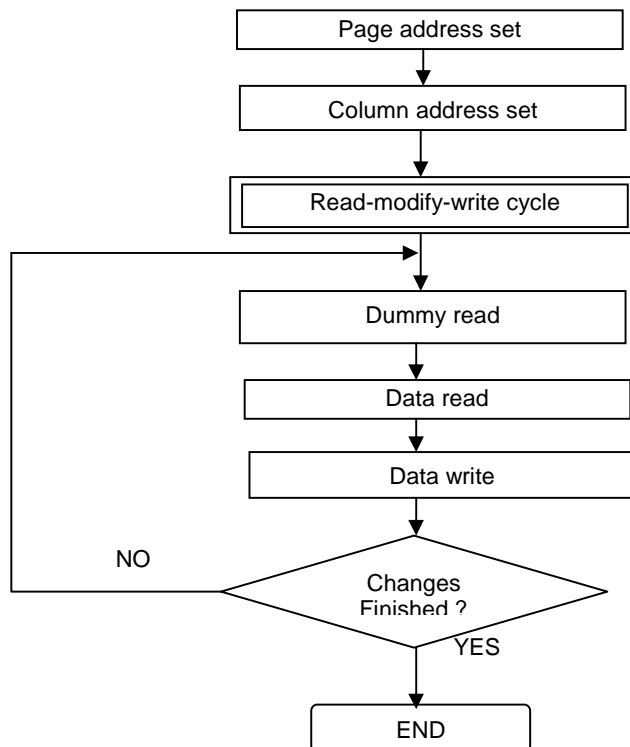 Page address set
Column address set
Read-modify-write cycle
Dummy read
Data read
Data write
NO
Changes
Finished ?
YES
END